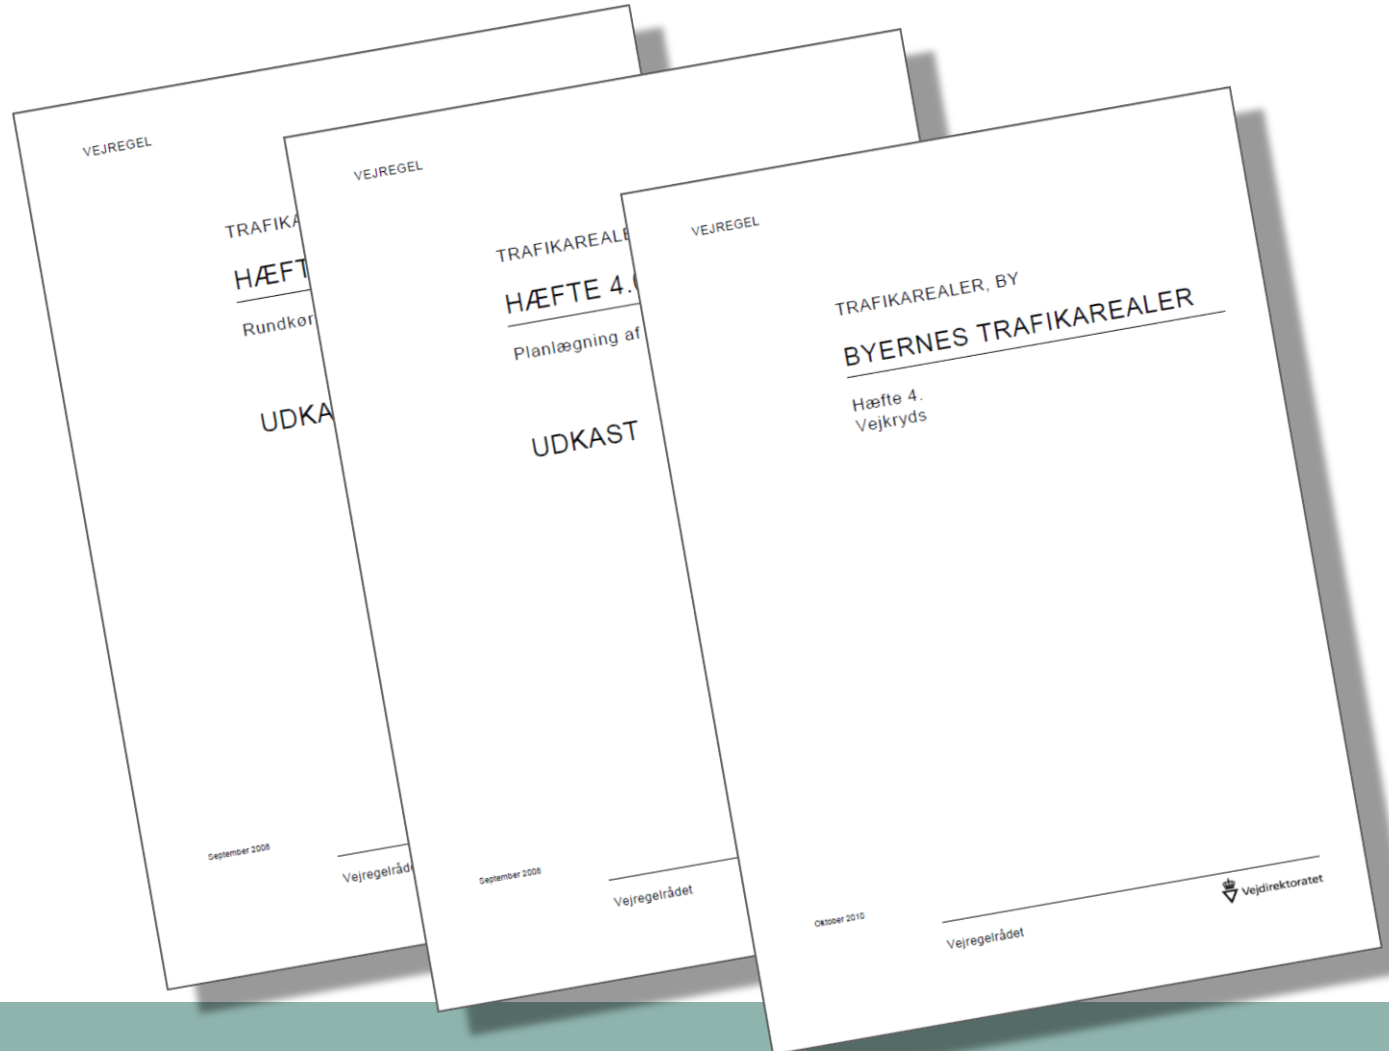 VEJREGEL
TRAFIKA
HÆFT
Rundkør
UDKA
September 2008
Vejregelråd
VEJREGEL
TRAFIKAREALE
HÆFTE 4.0
Planlægning af
UDKAST
September 2008
Vejregelrådet
VEJREGEL
TRAFIKAREALER, BY
BYERNES TRAFIKAREALER
Hæfte 4.
Vejkryds
Oktober 2010
Vejregelrådet
Vejdirektoratet